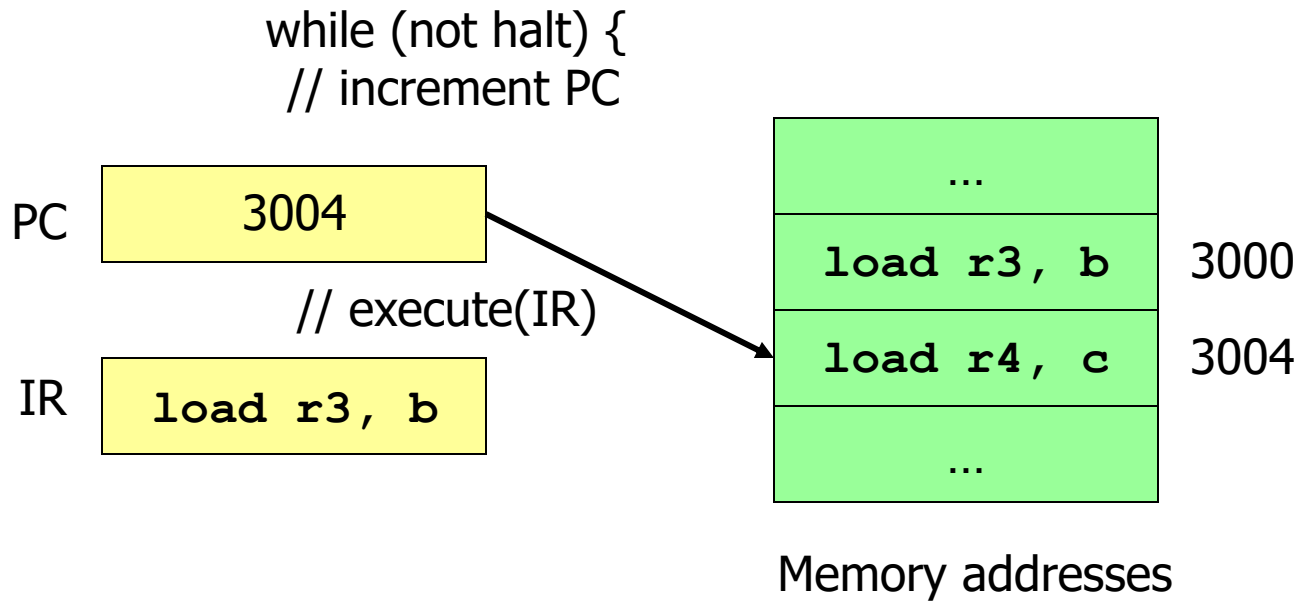 while (not halt) {
// increment PC
PC
3004
// execute(IR)
IR
load r3, b
...
load r3, b
3000
load r4, c
3004
...
Memory addresses